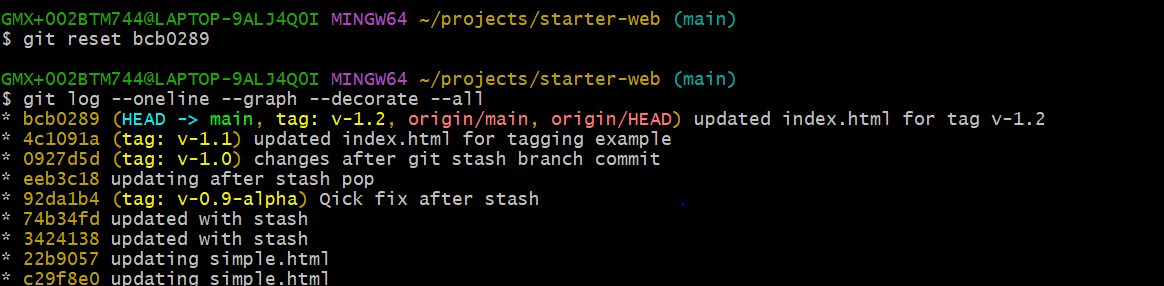 GMX+002BTM744@LAPTOP-9ALJ4Q0I MINGW64 ~/projects/starter-web (main)
$ git reset bcb0289
GMX+002BTM744@LAPTOP-9ALJ4Q0I MINGW64 ~/projects/starter-web (main)
$ git log --oneline --graph --decorate --all
* bcb0289 (HEAD -> main, tag: v-1.2, origin/main, origin/HEAD) updated index.html for tag v-1.2
* 4c1091a (tag: v-1.1) updated index.html for tagging example
* 0927d5d (tag: v-1.0) changes after git stash branch commit
* eeb3c18 updating after stash pop
* 92da1b4 (tag: v-0.9-alpha) Qick fix after stash
* 74b34fd updated with stash
* 3424138 updated with stash
* 22b9057 updating simple.html
* c29f8e0 updating simple.html